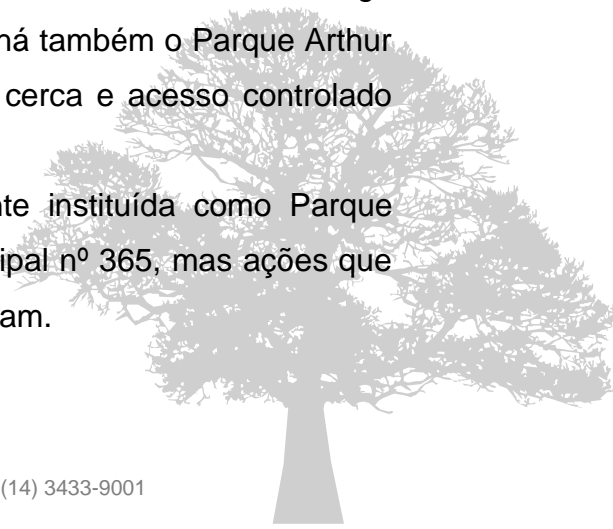 há também o Parque Arthur
cerca e acesso controlado
nte instituída como Parque
ipal nº 365, mas ações que
am.
(14) 3433-9001